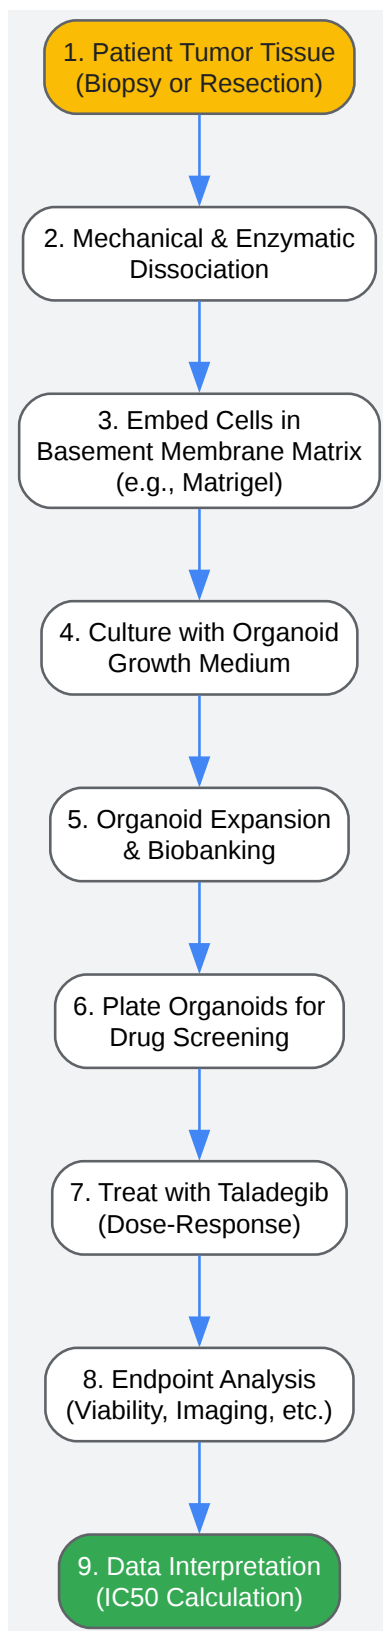 1. Patient Tumor Tissue
(Biopsy or Resection)
2. Mechanical & Enzymatic
Dissociation
3. Embed Cells in
Basement Membrane Matrix
(e.g., Matrigel)
4. Culture with Organoid
Growth Medium
5. Organoid Expansion
& Biobanking
6. Plate Organoids for
Drug Screening
7. Treat with Taladegib
(Dose-Response)
8. Endpoint Analysis
(Viability, Imaging, etc.)
9. Data Interpretation
(IC50 Calculation)